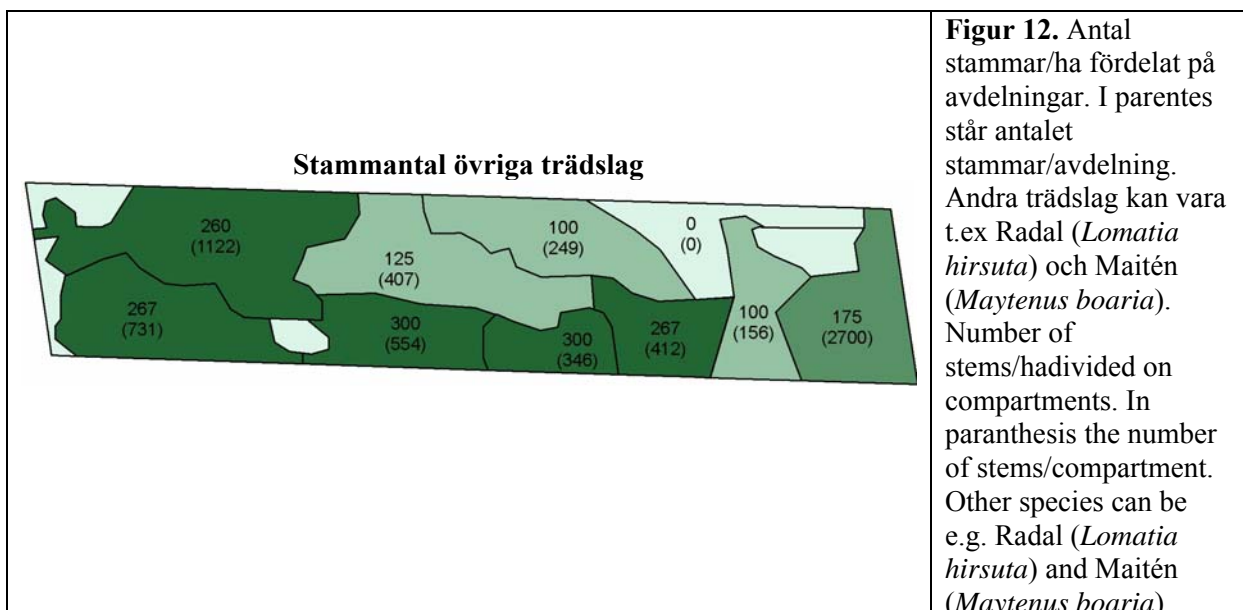 Stammantal övriga trädslag
260
(1122)
125
(407)
100
(249)
0
(0)
267
(731)
300
(554)
300
(346)
267
(412)
100
(156)
175
(2700)
Figur 12. Antal
stammar/ha fördelat på
avdelningar. I parentes
står antalet
stammar/avdelning.
Andra trädslag kan vara
t.ex Radal (Lomatia
hirsuta) och Maitén
(Maytenus boaria).
Number of
stems/hadivided on
compartments. In
paranthesis the number
of stems/compartment.
Other species can be
e.g. Radal (Lomatia
hirsuta) and Maitén
(Maytenus boaria)